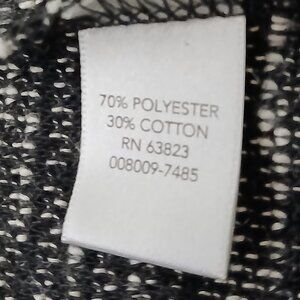 70% POLYESTER
30% COTTON
RN 63823
008009-7485